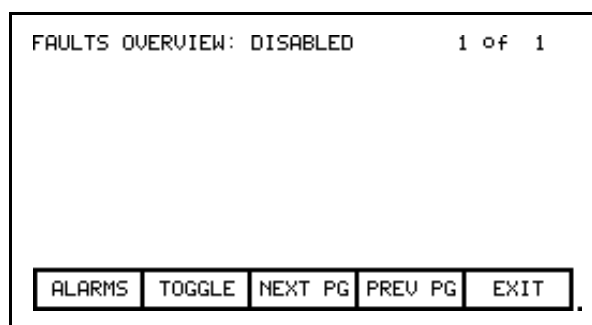 FAULTS OVERVIEW: DISABLED 1 of 1
ALARMS TOGGLE NEXT PG PREV PG EXIT.